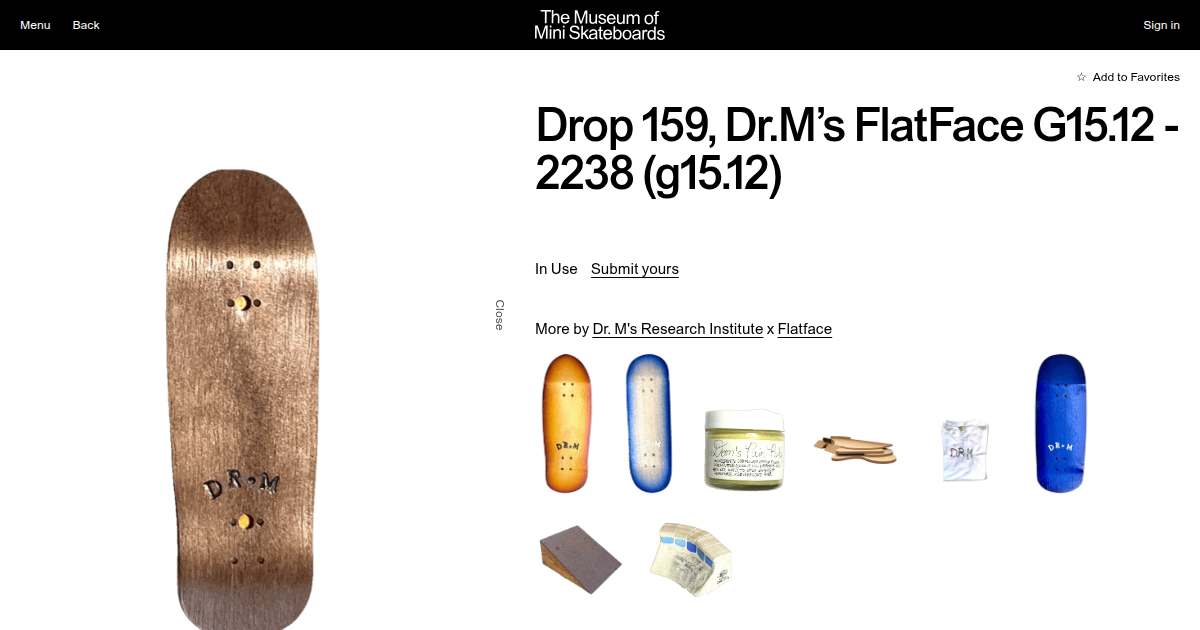 Menu
Back
The Museum of
Mini Skateboards
Sign in
☆ Add to Favorites
Drop 159, Dr.M’s FlatFace G15.12 -
2238 (g15.12)
In Use
Submit yours
Close
More by Dr. M's Research Institute x Flatface
DR•M
DR•M
DR•M
DRM
DR•M